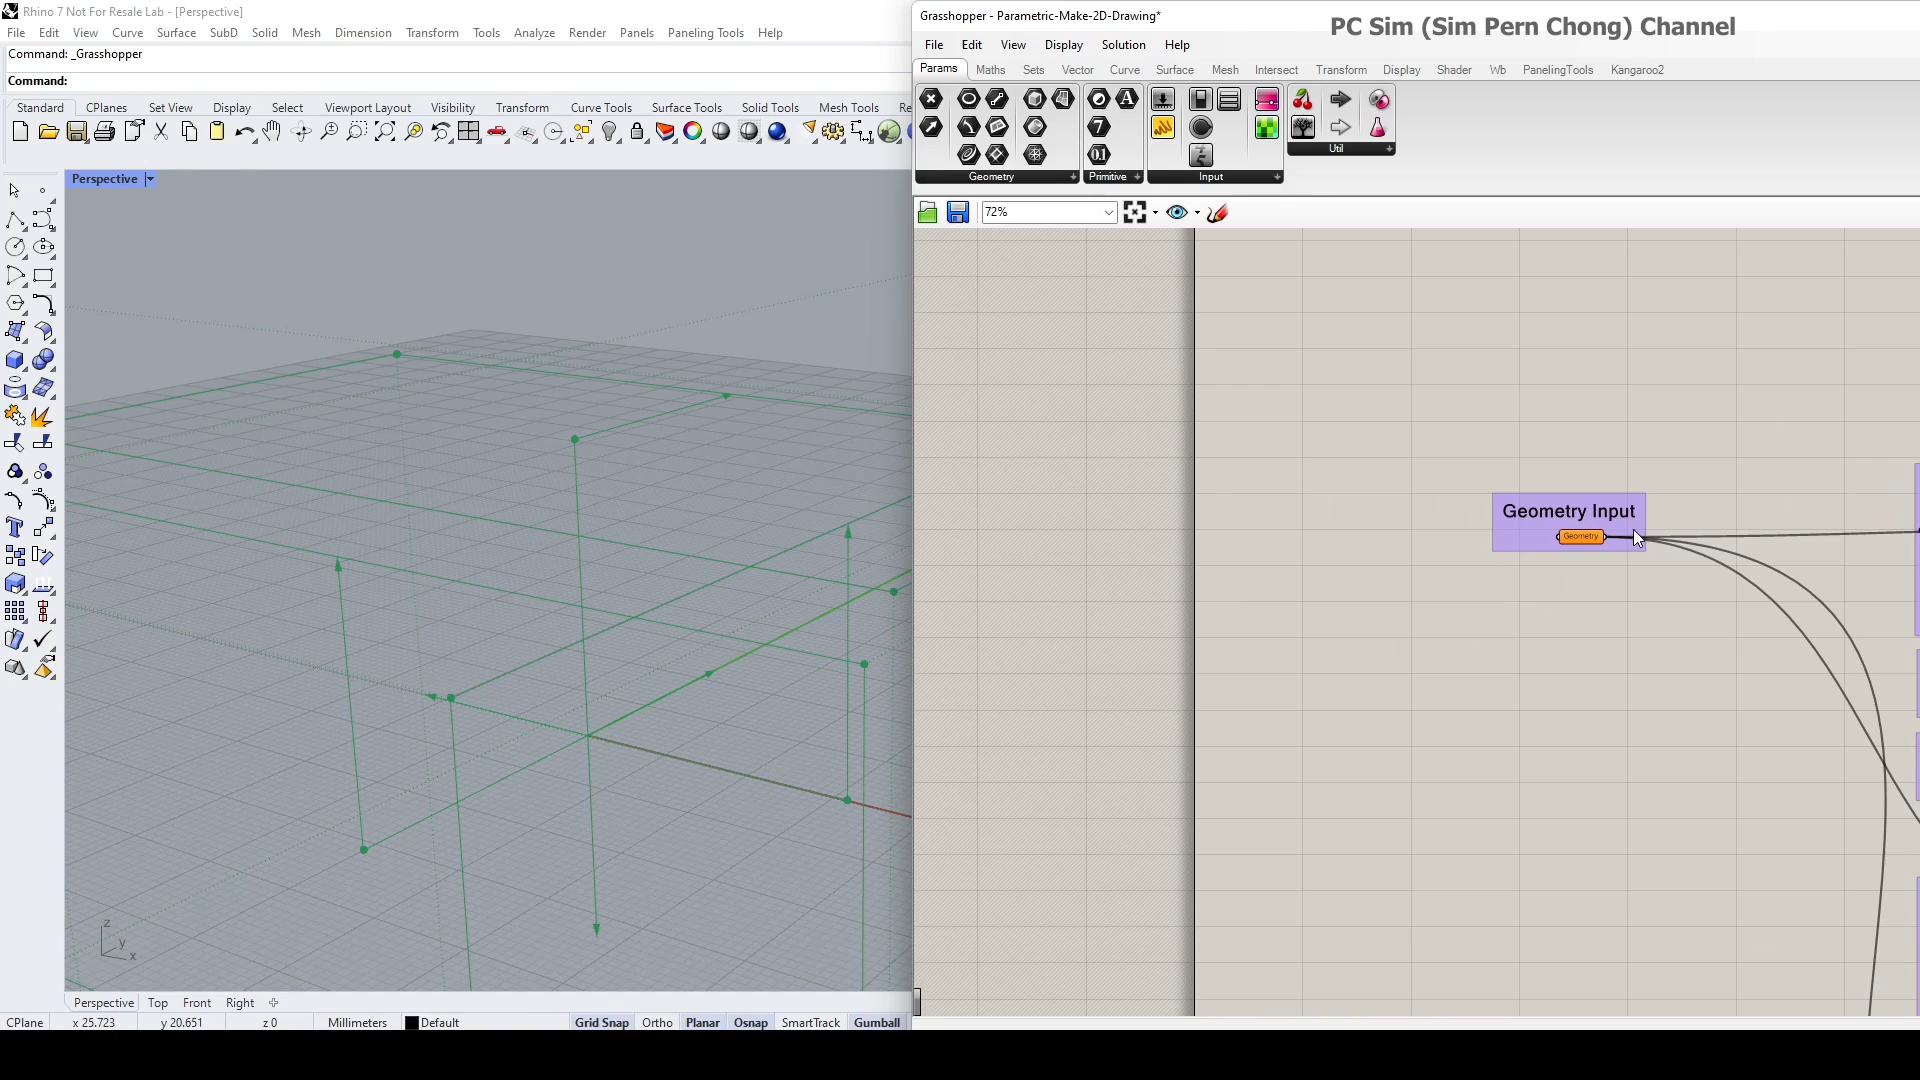 Rhino 7 Not For Resale Lab - [Perspective]
File Edit View Curve Surface SubD Solid Mesh Dimension Transform Tools Analyze Render Panels Paneling Tools Help
Command: _Grasshopper
Command:
Standard CPlanes Set View Display Select Viewport Layout Visibility Transform Curve Tools Surface Tools Solid Tools Mesh Tools Re
Perspective
z
y
x
Perspective Top Front Right
CPlane x 25.723 y 20.651 z 0 Millimeters Default Grid Snap Ortho Planar Osnap SmartTrack Gumball
Grasshopper - Parametric-Make-2D-Drawing*
PC Sim (Sim Pern Chong) Channel
File Edit View Display Solution Help
Params Maths Sets Vector Curve Surface Mesh Intersect Transform Display Shader Wb PanelingTools Kangaroo2
A
7
0.1
Geometry Primitive Input Util
72%
Geometry Input
Geometry